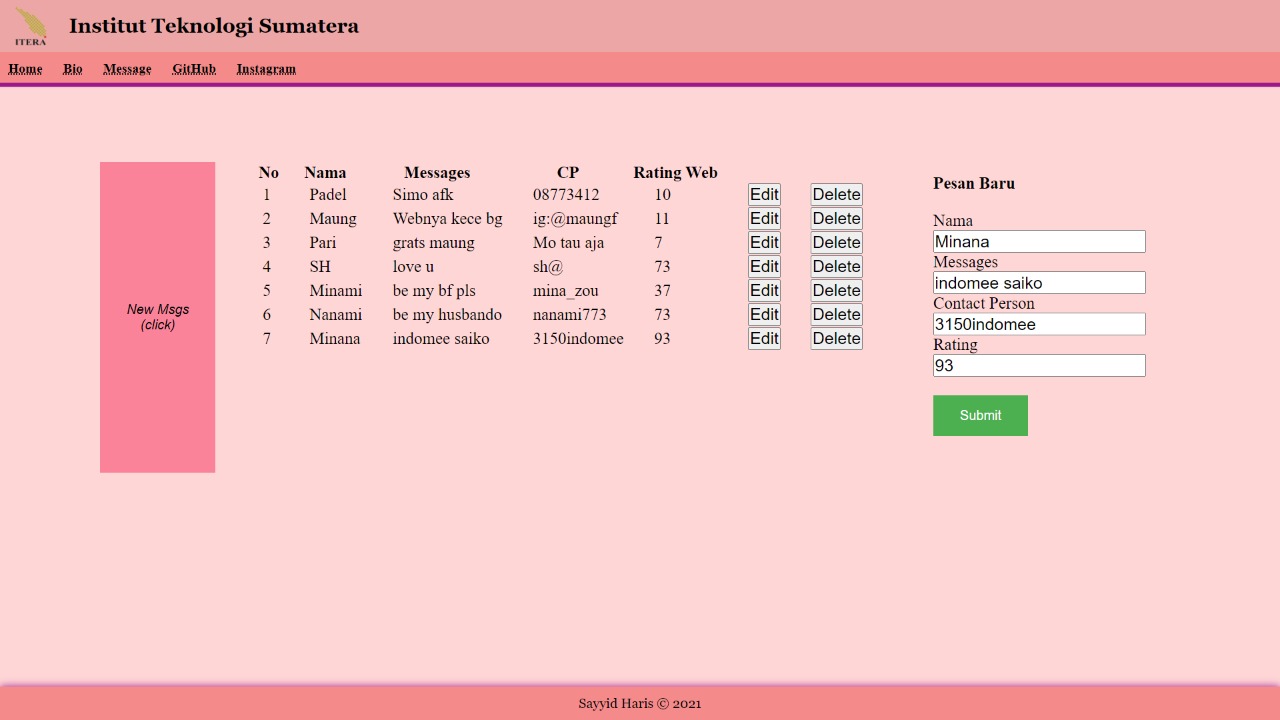 ITERA
Institut Teknologi Sumatera
Home Bio Message GitHub Instagram
New Msgs
(click)
No Nama Messages CP Rating Web
1 Padel Simo afk 08773412 10 Edit Delete
2 Maung Webnya kece bg ig:@maungf 11 Edit Delete
3 Pari grats maung Mo tau aja 7 Edit Delete
4 SH love u sh@ 73 Edit Delete
5 Minami be my bf pls mina_zou 37 Edit Delete
6 Nanami be my husbando nanami773 73 Edit Delete
7 Minana indomee saiko 3150indomee 93 Edit Delete
Pesan Baru
Nama
Minana
Messages
indomee saiko
Contact Person
3150indomee
Rating
93
Submit
Sayyid Haris © 2021